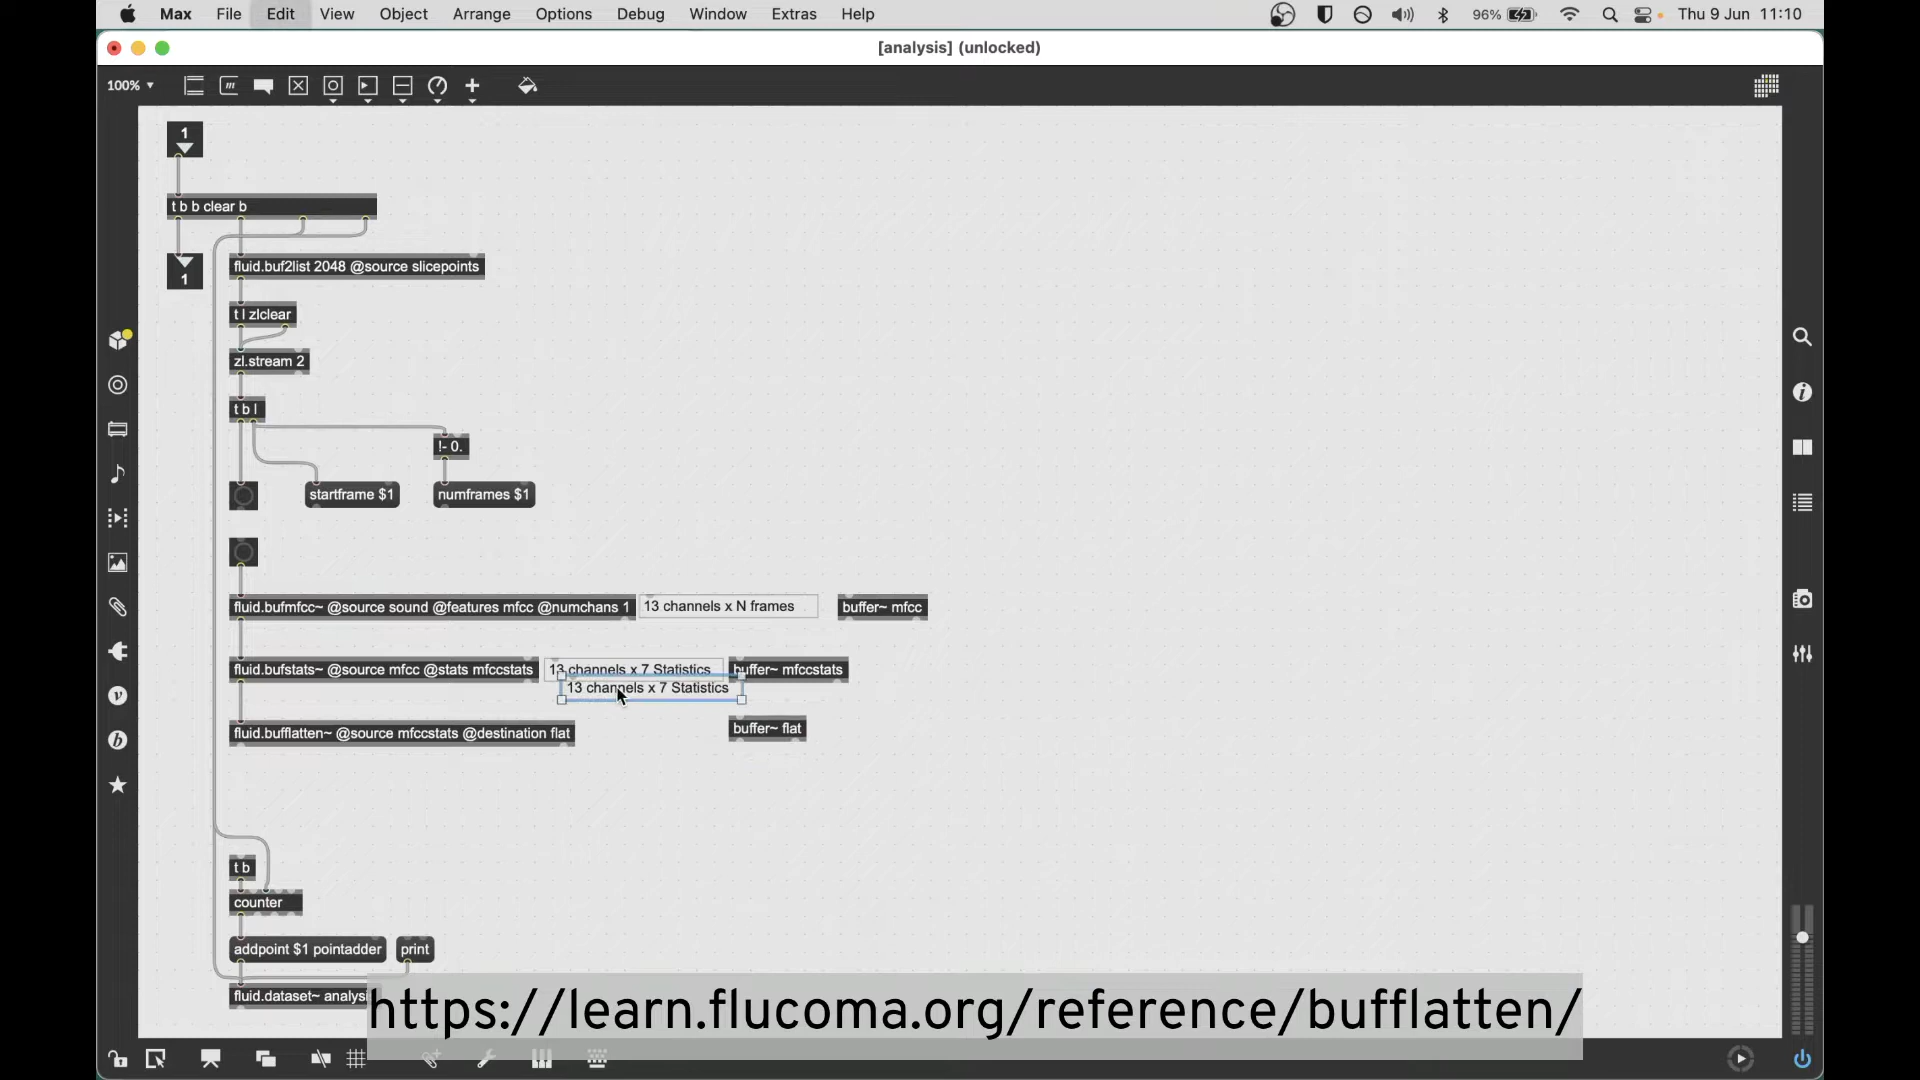 Max File Edit View Object Arrange Options Debug Window Extras Help 96% Thu 9 Jun 11:10
[analysis] (unlocked)
100%
1
t b b clear b
1
fluid.buf2list 2048 @source slicepoints
t l zlclear
zl.stream 2
t b l
!- 0.
startframe $1
numframes $1
fluid.bufmfcc~ @source sound @features mfcc @numchans 1
13 channels x N frames
buffer~ mfcc
fluid.bufstats~ @source mfcc @stats mfccstats
13 channels x 7 Statistics
buffer~ mfccstats
13 channels x 7 Statistics
fluid.bufflatten~ @source mfccstats @destination flat
buffer~ flat
t b
counter
addpoint $1 pointadder
print
fluid.dataset~
https://learn.flucoma.org/reference/bufflatten/